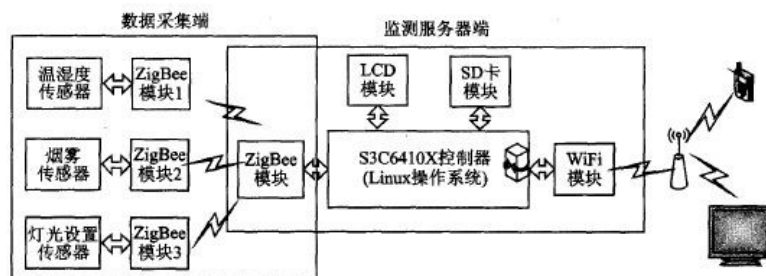 数据采集端
监测服务器端
温湿度
传感器
ZigBee
模块1
烟雾
传感器
ZigBee
模块2
灯光设置
传感器
ZigBee
模块3
ZigBee
模块
LCD
模块
SD卡
模块
S3C6410X控制器
(Linux操作系统)
WiFi
模块